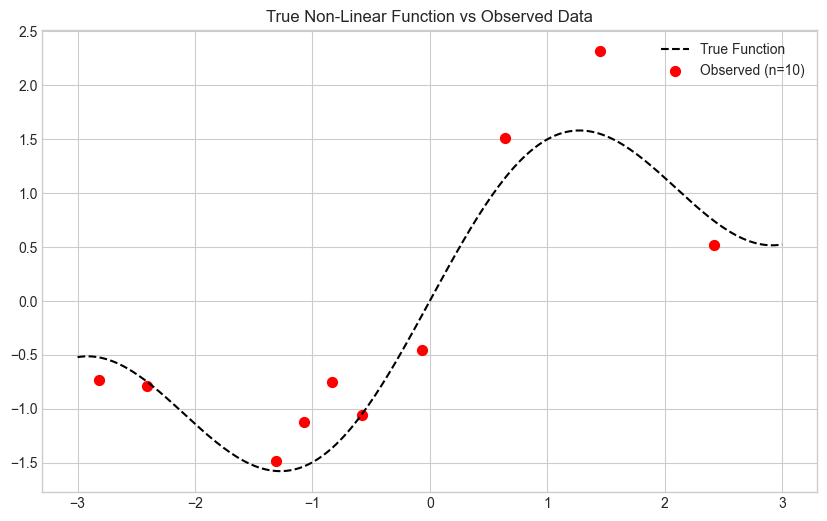 True Non-Linear Function vs Observed Data
True Function
Observed (n=10)
2.5
2.0
1.5
1.0
0.5
0.0
−0.5
−1.0
−1.5
−3 −2 −1 0 1 2 3